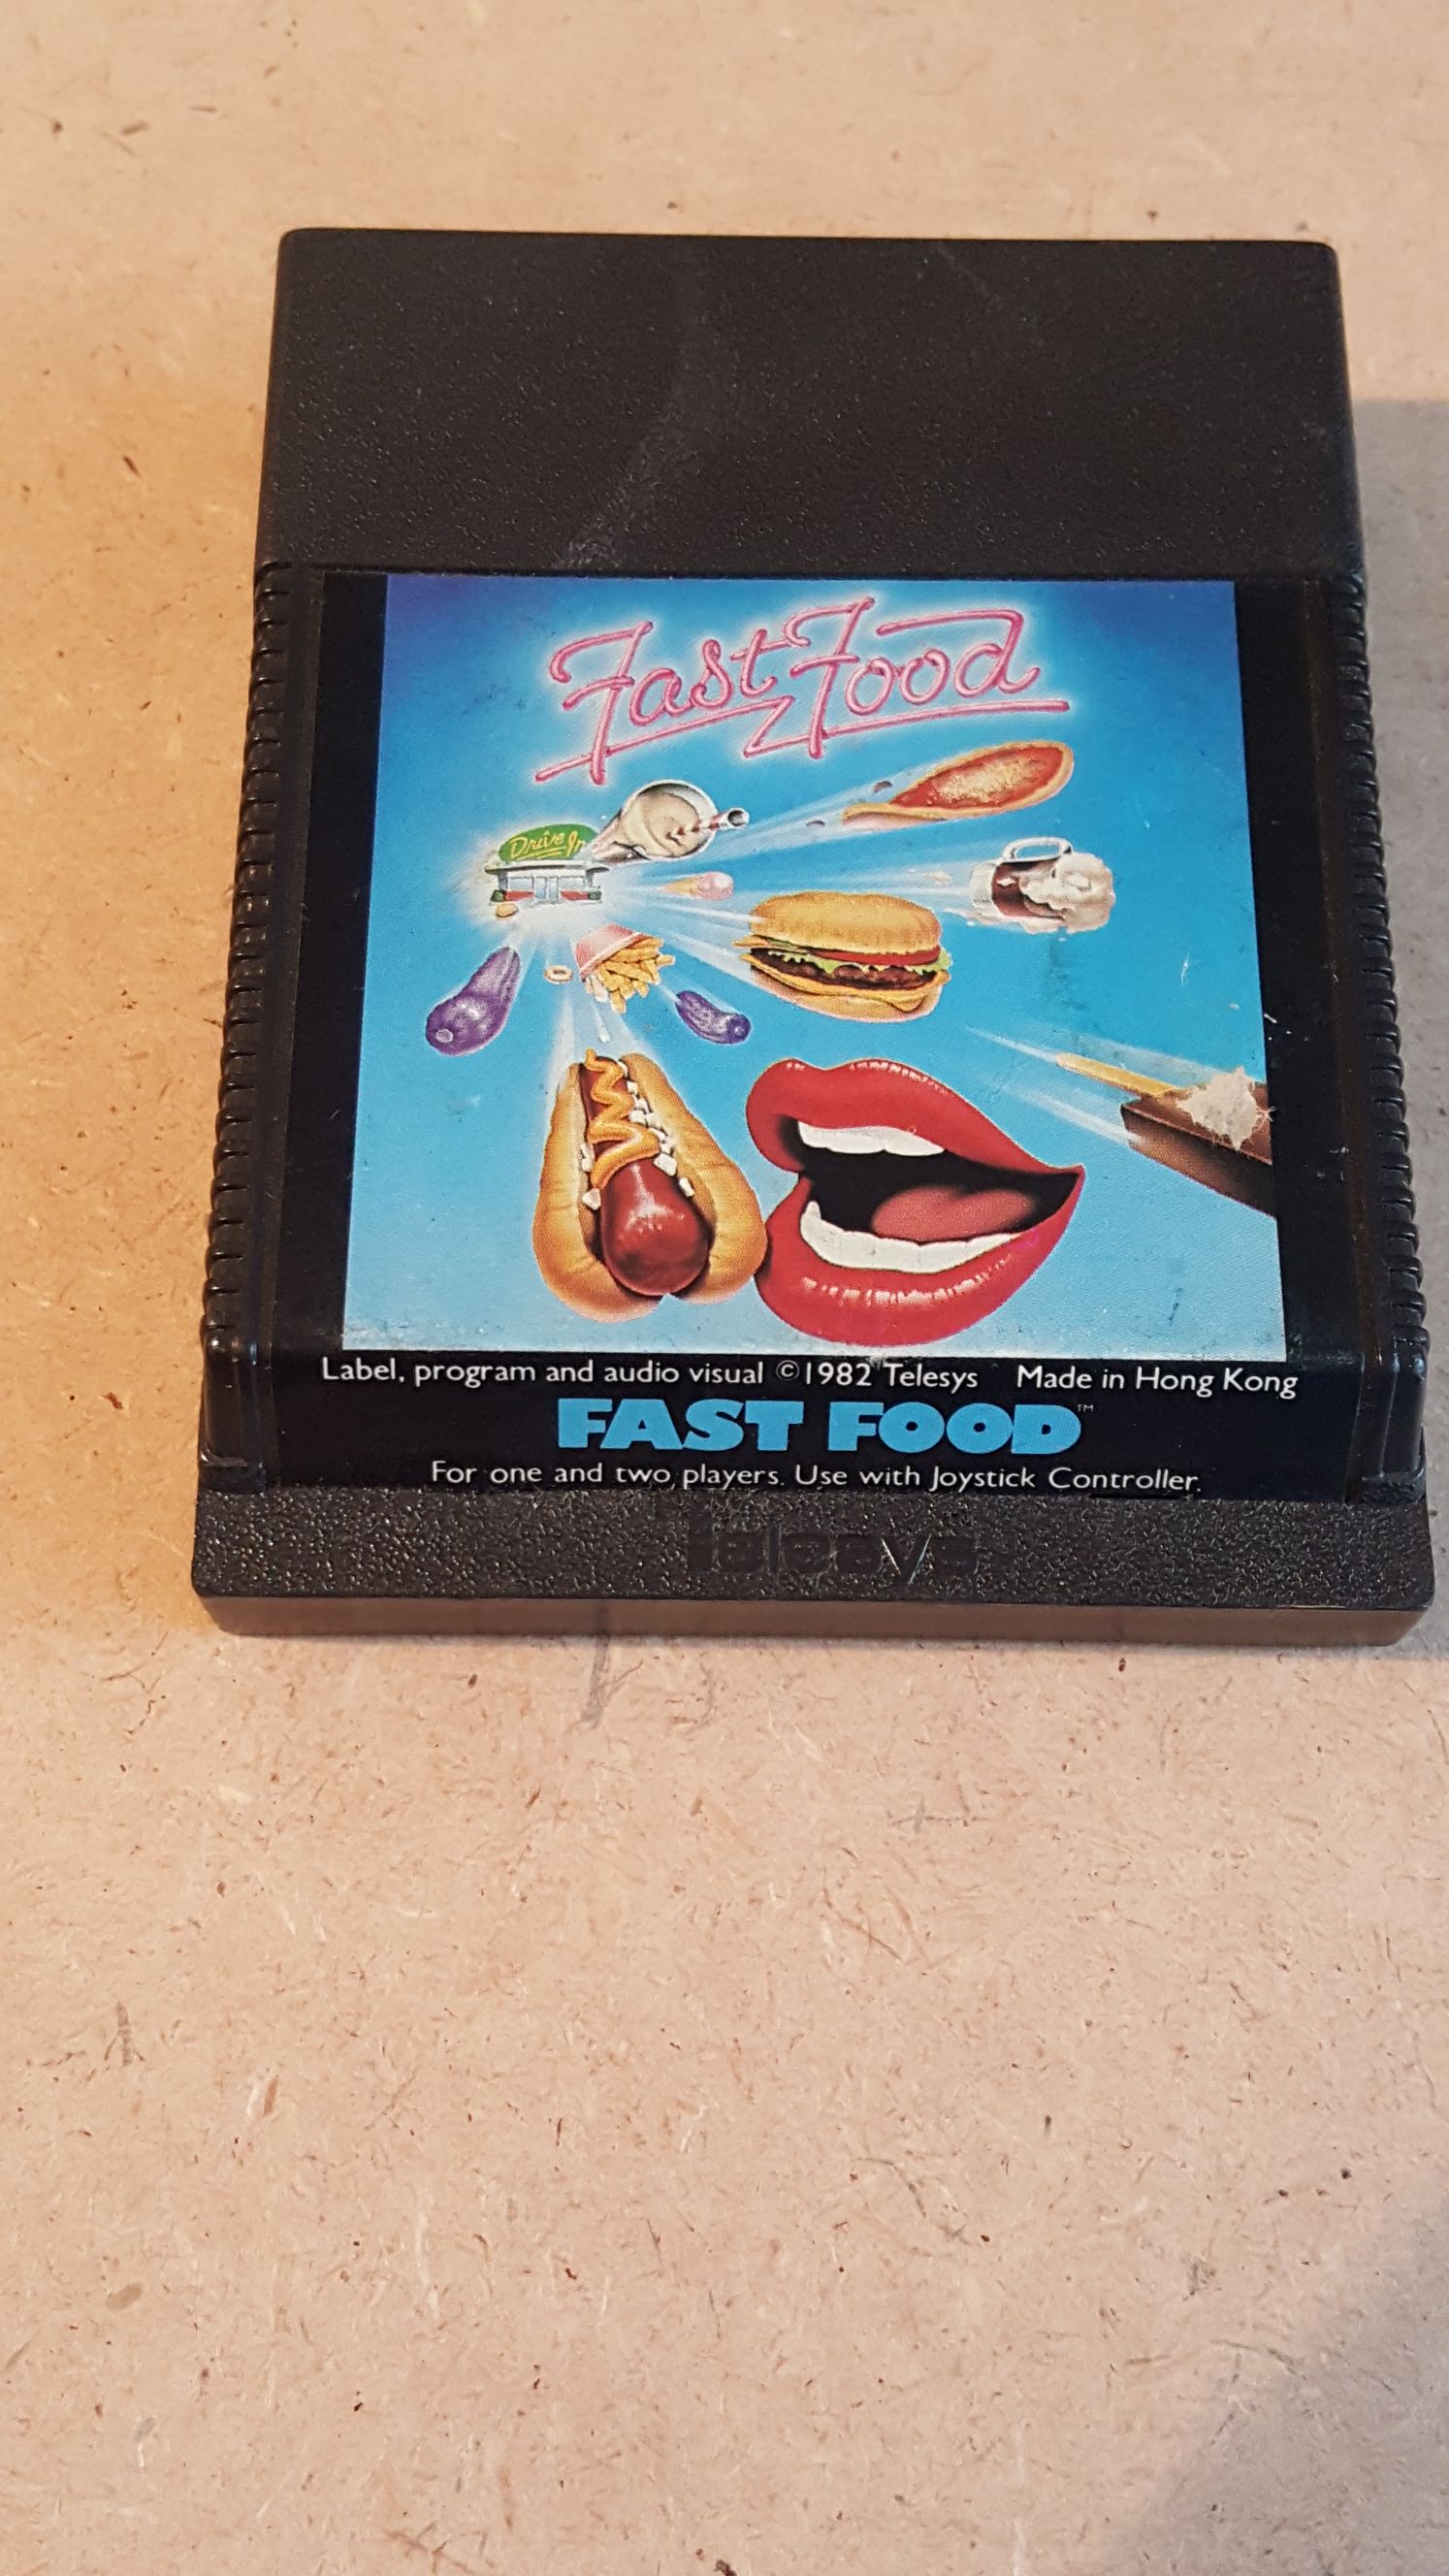 Fast Food
Drive In
Label, program and audio visual ©1982 Telesys Made in Hong Kong
FAST FOOD™
For one and two players. Use with Joystick Controller.
Telesys